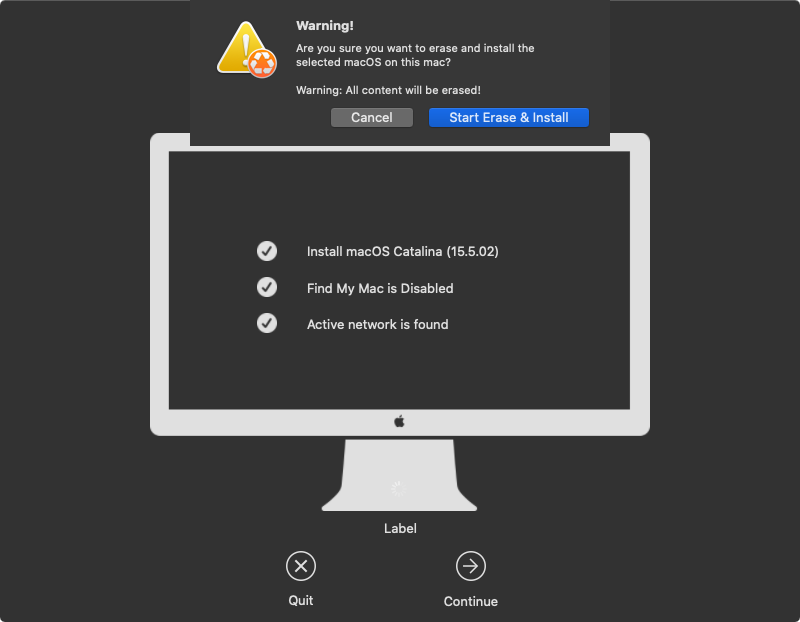 Warning!
Are you sure you want to erase and install the
selected macOS on this mac?
Warning: All content will be erased!
Cancel
Start Erase & Install
Install macOS Catalina (15.5.02)
Find My Mac is Disabled
Active network is found
Label
Quit
Continue